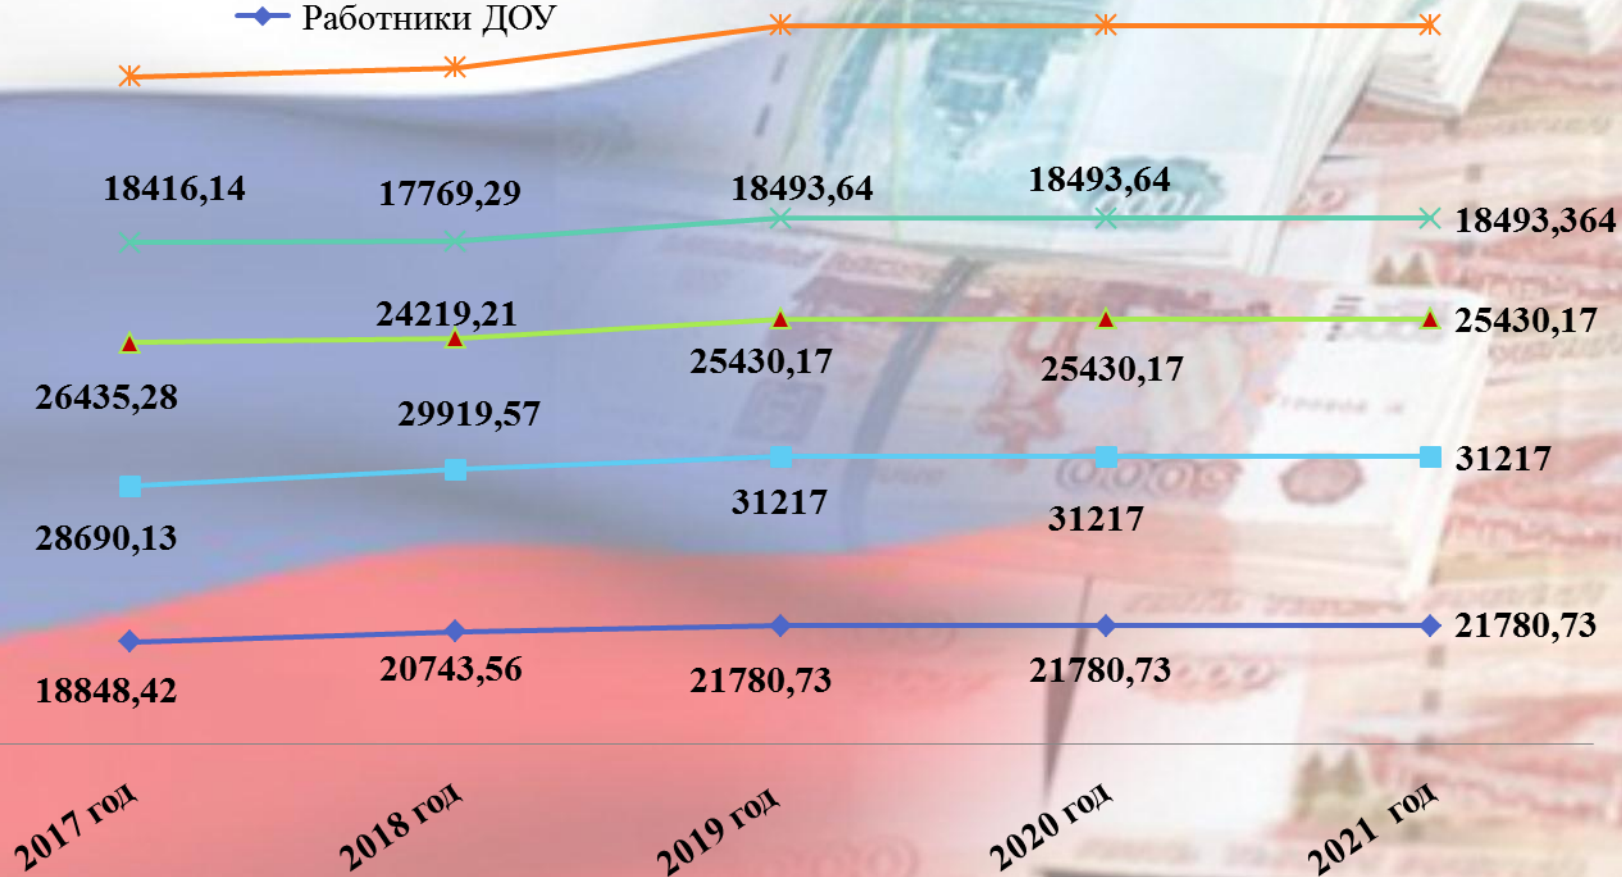 Работники ДОУ
18416,14 17769,29 18493,64 18493,64 18493,364
24219,21 25430,17
26435,28 25430,17 25430,17
29919,57
28690,13 31217 31217 31217
18848,42 20743,56 21780,73 21780,73 21780,73
2017 год 2018 год 2019 год 2020 год 2021 год